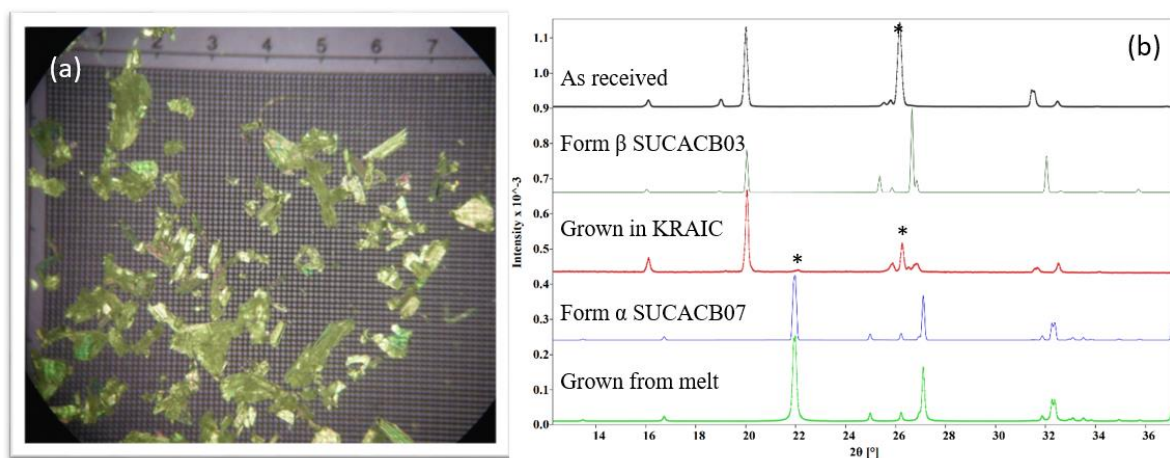 (a)
1 2 3 4 5 6 7
(b)
1.1
1.0
0.9
0.8
0.7
0.6
0.5
0.4
0.3
0.2
0.1
0.0
Intensity x 10^-3
As received
*
Form β SUCACB03
Grown in KRAIC
* *
Form α SUCACB07
Grown from melt
14 16 18 20 22 24 26 28 30 32 34 36
2θ [°]